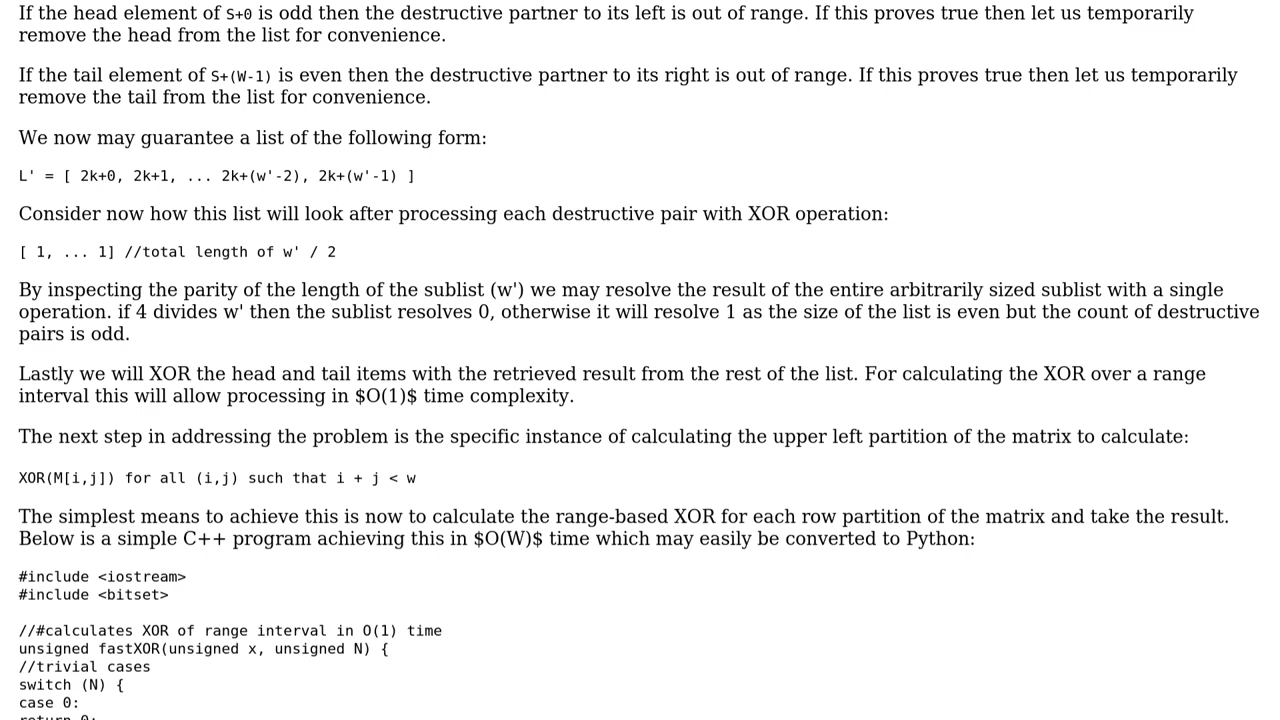 If the head element of S+0 is odd then the destructive partner to its left is out of range. If this proves true then let us temporarily
remove the head from the list for convenience.
If the tail element of S+(W-1) is even then the destructive partner to its right is out of range. If this proves true then let us temporarily
remove the tail from the list for convenience.
We now may guarantee a list of the following form:
L' = [ 2k+0, 2k+1, ... 2k+(w'-2), 2k+(w'-1) ]
Consider now how this list will look after processing each destructive pair with XOR operation:
[ 1, ... 1] //total length of w' / 2
By inspecting the parity of the length of the sublist (w') we may resolve the result of the entire arbitrarily sized sublist with a single
operation. if 4 divides w' then the sublist resolves 0, otherwise it will resolve 1 as the size of the list is even but the count of destructive
pairs is odd.
Lastly we will XOR the head and tail items with the retrieved result from the rest of the list. For calculating the XOR over a range
interval this will allow processing in $O(1)$ time complexity.
The next step in addressing the problem is the specific instance of calculating the upper left partition of the matrix to calculate:
XOR(M[i,j]) for all (i,j) such that i + j < w
The simplest means to achieve this is now to calculate the range-based XOR for each row partition of the matrix and take the result.
Below is a simple C++ program achieving this in $O(W)$ time which may easily be converted to Python:
#include <iostream>
#include <bitset>
//#calculates XOR of range interval in O(1) time
unsigned fastXOR(unsigned x, unsigned N) {
//trivial cases
switch (N) {
case 0:
return 0;